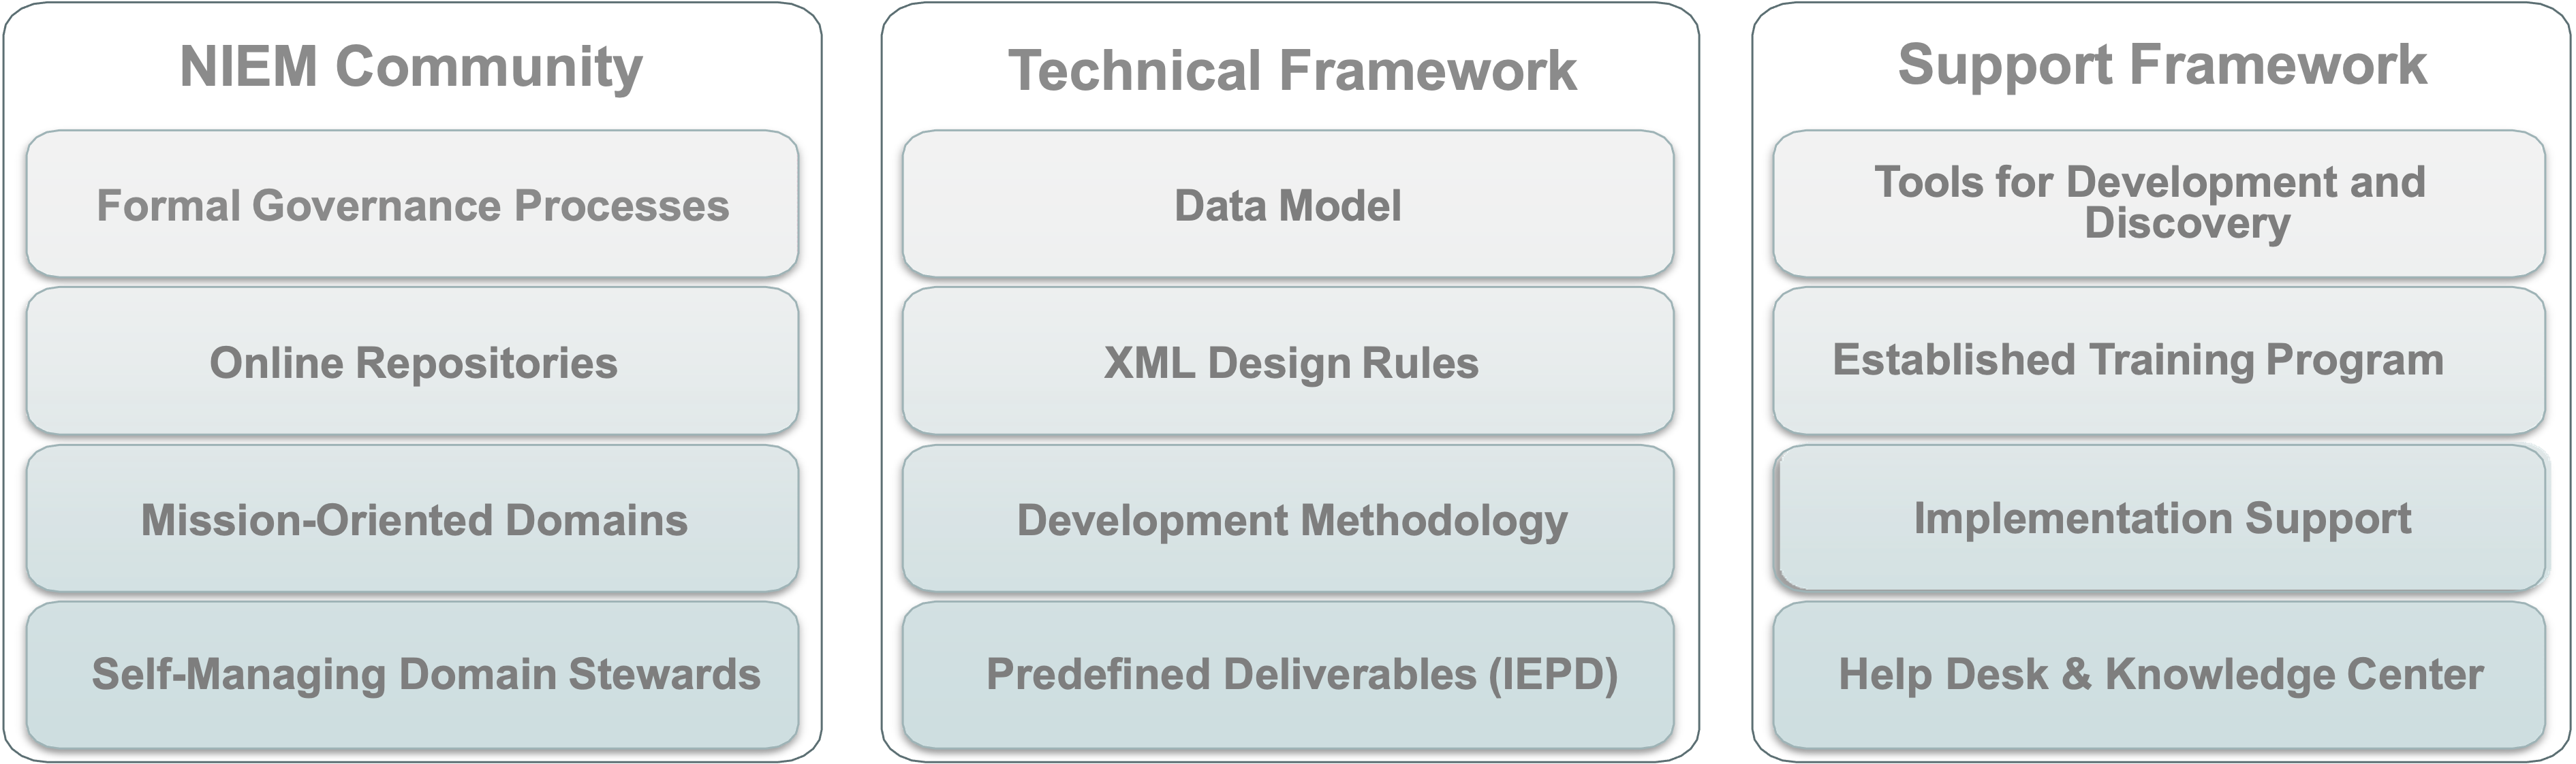 NIEM Community
Formal Governance Processes
Online Repositories
Mission-Oriented Domains
Self-Managing Domain Stewards
Technical Framework
Data Model
XML Design Rules
Development Methodology
Predefined Deliverables (IEPD)
Support Framework
Tools for Development and
Discovery
Established Training Program
Implementation Support
Help Desk & Knowledge Center